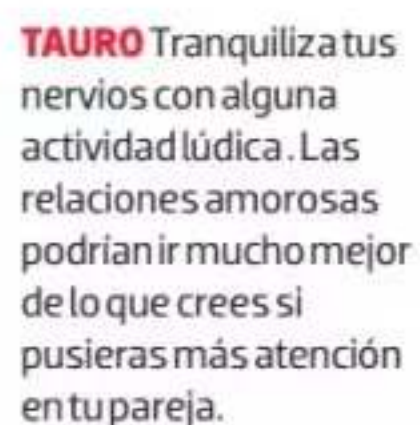 TAURO Tranquiliza tus
nervios con alguna
actividad lúdica. Las
relaciones amorosas
podrían ir mucho mejor
de lo que crees si
pusieras más atención
en tu pareja.